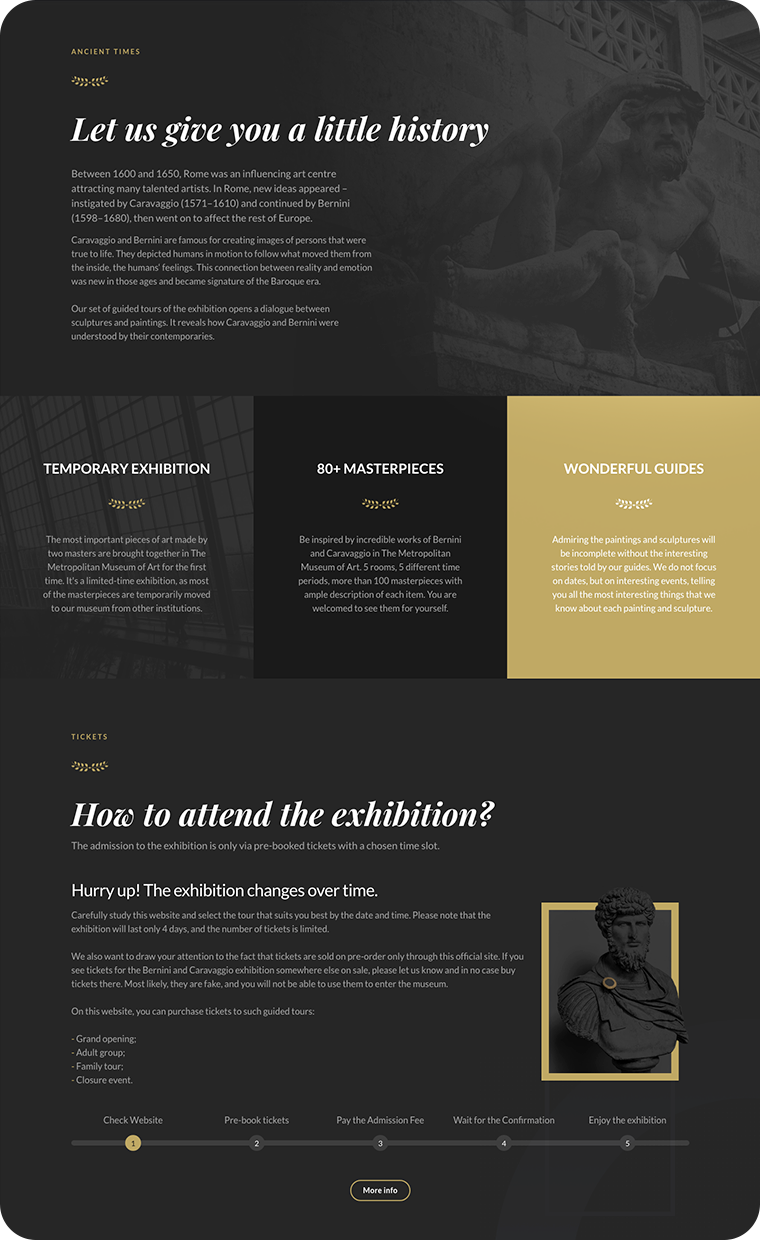 ANCIENT TIMES
Let us give you a little history
Between 1600 and 1650, Rome was an influencing art centre
attracting many talented artists. In Rome, new ideas appeared –
instigated by Caravaggio (1571–1610) and continued by Bernini
(1598–1680), then went on to affect the rest of Europe.
Caravaggio and Bernini are famous for creating images of persons that were
true to life. They depicted humans in motion to follow what moved them from
the inside, the humans' feelings. This connection between reality and emotion
was new in those days and became signature of the Baroque era.
Our set of guided tours of the exhibition opens a dialogue between
sculptures and paintings. It reveals how Caravaggio and Bernini were
understood by their contemporaries.
TEMPORARY EXHIBITION
The most important pieces of art made by
two masters are brought together in The
Metropolitan Museum of Art for the first
time. It's a limited-time exhibition, as most
of the masterpieces are temporarily moved
to our museum from other institutions.
80+ MASTERPIECES
Be inspired by incredible works of Bernini
and Caravaggio in The Metropolitan
Museum of Art. 5 rooms, 5 different time
periods, more than 100 masterpieces with
ample description of each item. You are
welcomed to see them for yourself.
WONDERFUL GUIDES
Admiring the paintings and sculptures will
be incomplete without the interesting
stories told by our guides. We do not focus
on dates, but on interesting events, telling
you all the most interesting things that we
know about each painting and sculpture.
TICKETS
How to attend the exhibition?
The admission to the exhibition is only via pre-booked tickets with a chosen time slot.
Hurry up! The exhibition changes over time.
Carefully study this website and select the tour that suits you best by the date and time. Please note that the
exhibition will last only 4 days, and the number of tickets is limited.
We also want to draw your attention to the fact that tickets are sold on pre-order only through this official site. If you
see tickets for the Bernini and Caravaggio exhibition somewhere else on sale, please let us know and in no case buy
tickets there. Most likely, they are fake, and you will not be able to use them to enter the museum.
On this website, you can purchase tickets to such guided tours:
- Grand opening;
- Adult group;
- Family tour;
- Closure event.
Check Website
Pre-book tickets
Pay the Admission Fee
Wait for the Confirmation
Enjoy the exhibition
1
2
3
4
5
More info